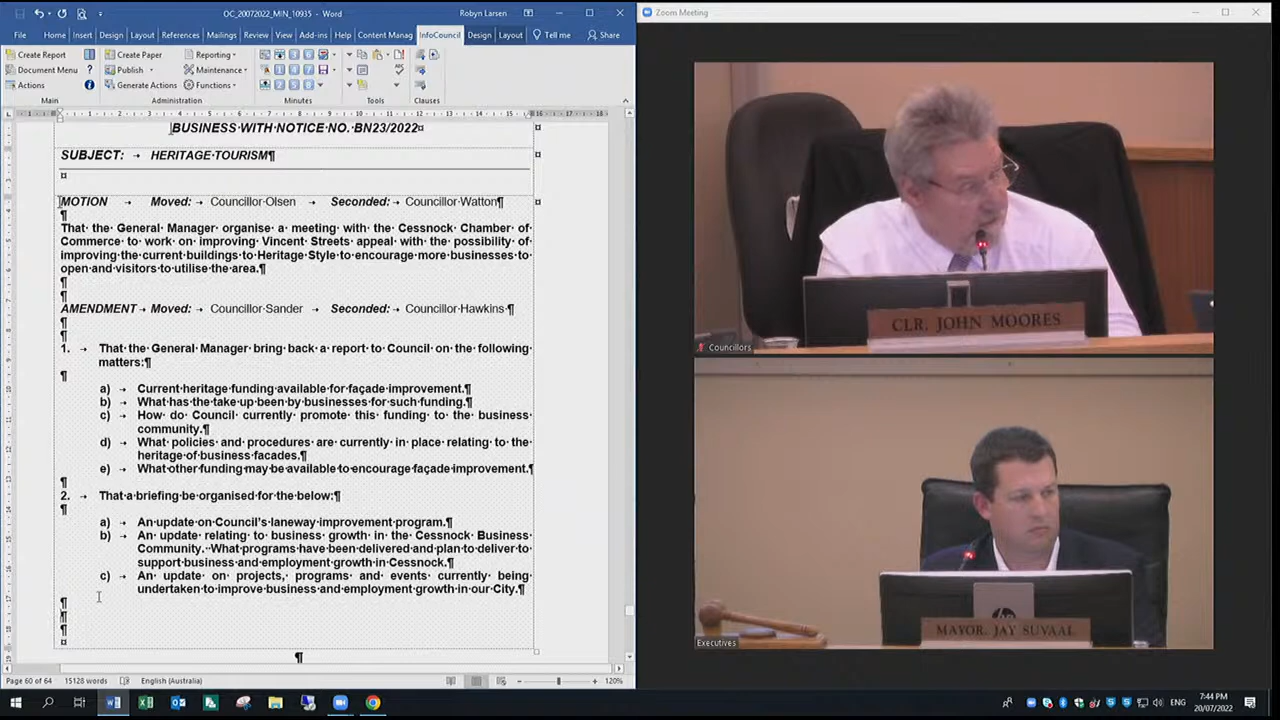 OC_20072022_MIN_10935 - Word
Robyn Larsen
Zoom Meeting
File Home Insert Design Layout References Mailings Review View Add-ins Help Content Manag InfoCouncil Design Layout Tell me Share
Create Report Create Paper Reporting
Document Menu Publish Maintenance
Actions Generate Actions Functions
Main Administration Minutes Tools Clauses
BUSINESS WITH NOTICE NO. BN23/2022
SUBJECT: HERITAGE TOURISM
MOTION Moved: Councillor Olsen Seconded: Councillor Watton
That the General Manager organise a meeting with the Cessnock Chamber of
Commerce to work on improving Vincent Streets appeal with the possibility of
improving the current buildings to Heritage Style to encourage more businesses to
open and visitors to utilise the area.
AMENDMENT Moved: Councillor Sander Seconded: Councillor Hawkins
1. That the General Manager bring back a report to Council on the following
matters:
a) Current heritage funding available for façade improvement.
b) What has the take up been by businesses for such funding.
c) How do Council currently promote this funding to the business
community.
d) What policies and procedures are currently in place relating to the
heritage of business facades.
e) What other funding may be available to encourage façade improvement.
2. That a briefing be organised for the below:
a) An update on Council's laneway improvement program.
b) An update relating to business growth in the Cessnock Business
Community. What programs have been delivered and plan to deliver to
support business and employment growth in Cessnock.
c) An update on projects, programs and events currently being
undertaken to improve business and employment growth in our City.
CLR. JOHN MOORES
Councillors
MAYOR. JAY SUVAAL
Executives
Page 60 of 64 15128 words English (Australia) 120%
ENG
7:44 PM
20/07/2022